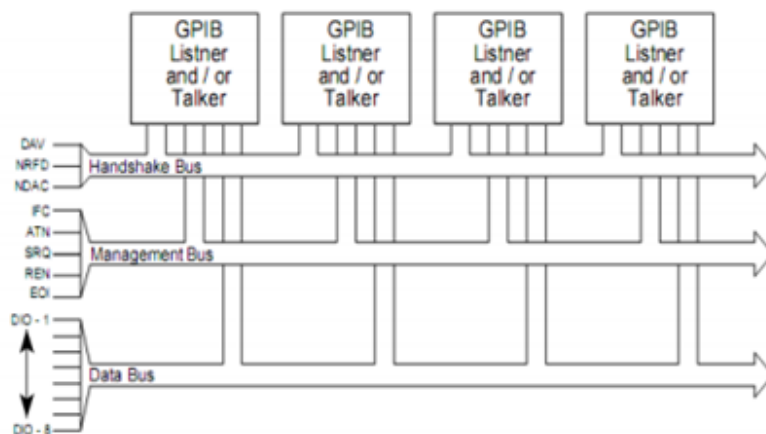 GPIB
Listner
and / or
Talker
GPIB
Listner
and / or
Talker
GPIB
Listner
and / or
Talker
GPIB
Listner
and / or
Talker
DAV
NRFD
NDAC
Handshake Bus
IFC
ATN
SRQ
REN
EOI
Management Bus
DIO - 1
Data Bus
DIO - 8